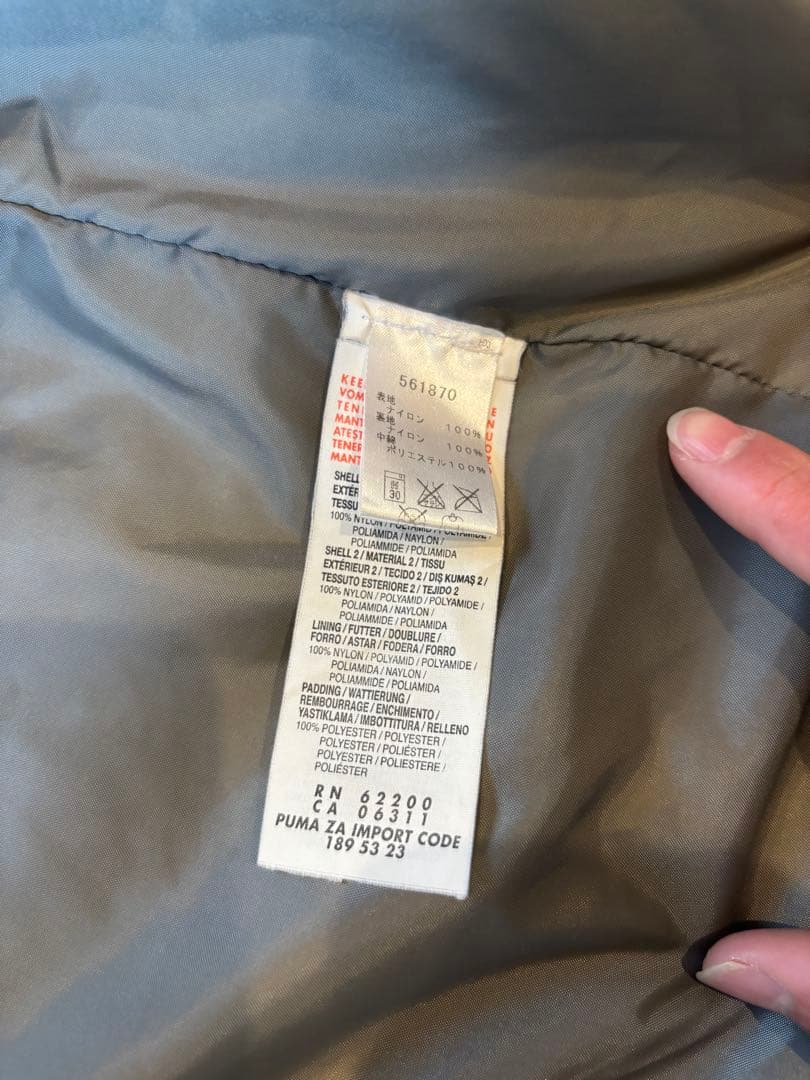 561870
表地
ナイロン 100%
裏地
ナイロン 100%
中綿
ポリエステル100%
30
KEE
VOM
TEN
MANT
ATEST
TENER
MANT
SHELL
EXTÉR
TESSU
100% NYLON / POLYAMID / POLYAMIDE /
POLIAMIDA / NAYLON /
POLIAMMIDE / POLIAMIDA
SHELL 2 / MATERIAL 2 / TISSU
EXTÉRIEUR 2 / TECIDO 2 / DIŞ KUMAŞ 2 /
TESSUTO ESTERIORE 2 / TEJIDO 2
100% NYLON / POLYAMID / POLYAMIDE /
POLIAMIDA / NAYLON /
POLIAMMIDE / POLIAMIDA
LINING / FUTTER / DOUBLURE /
FORRO / ASTAR / FODERA / FORRO
100% NYLON / POLYAMID / POLYAMIDE /
POLIAMIDA / NAYLON /
POLIAMMIDE / POLIAMIDA
PADDING / WATTIERUNG /
REMBOURRAGE / ENCHIMENTO /
YASTIKLAMA / IMBOTTITURA / RELLENO
100% POLYESTER / POLYESTER /
POLYESTER / POLIÉSTER /
POLYESTER / POLIESTERE /
POLIÉSTER
RN 62200
CA 06311
PUMA ZA IMPORT CODE
189 53 23